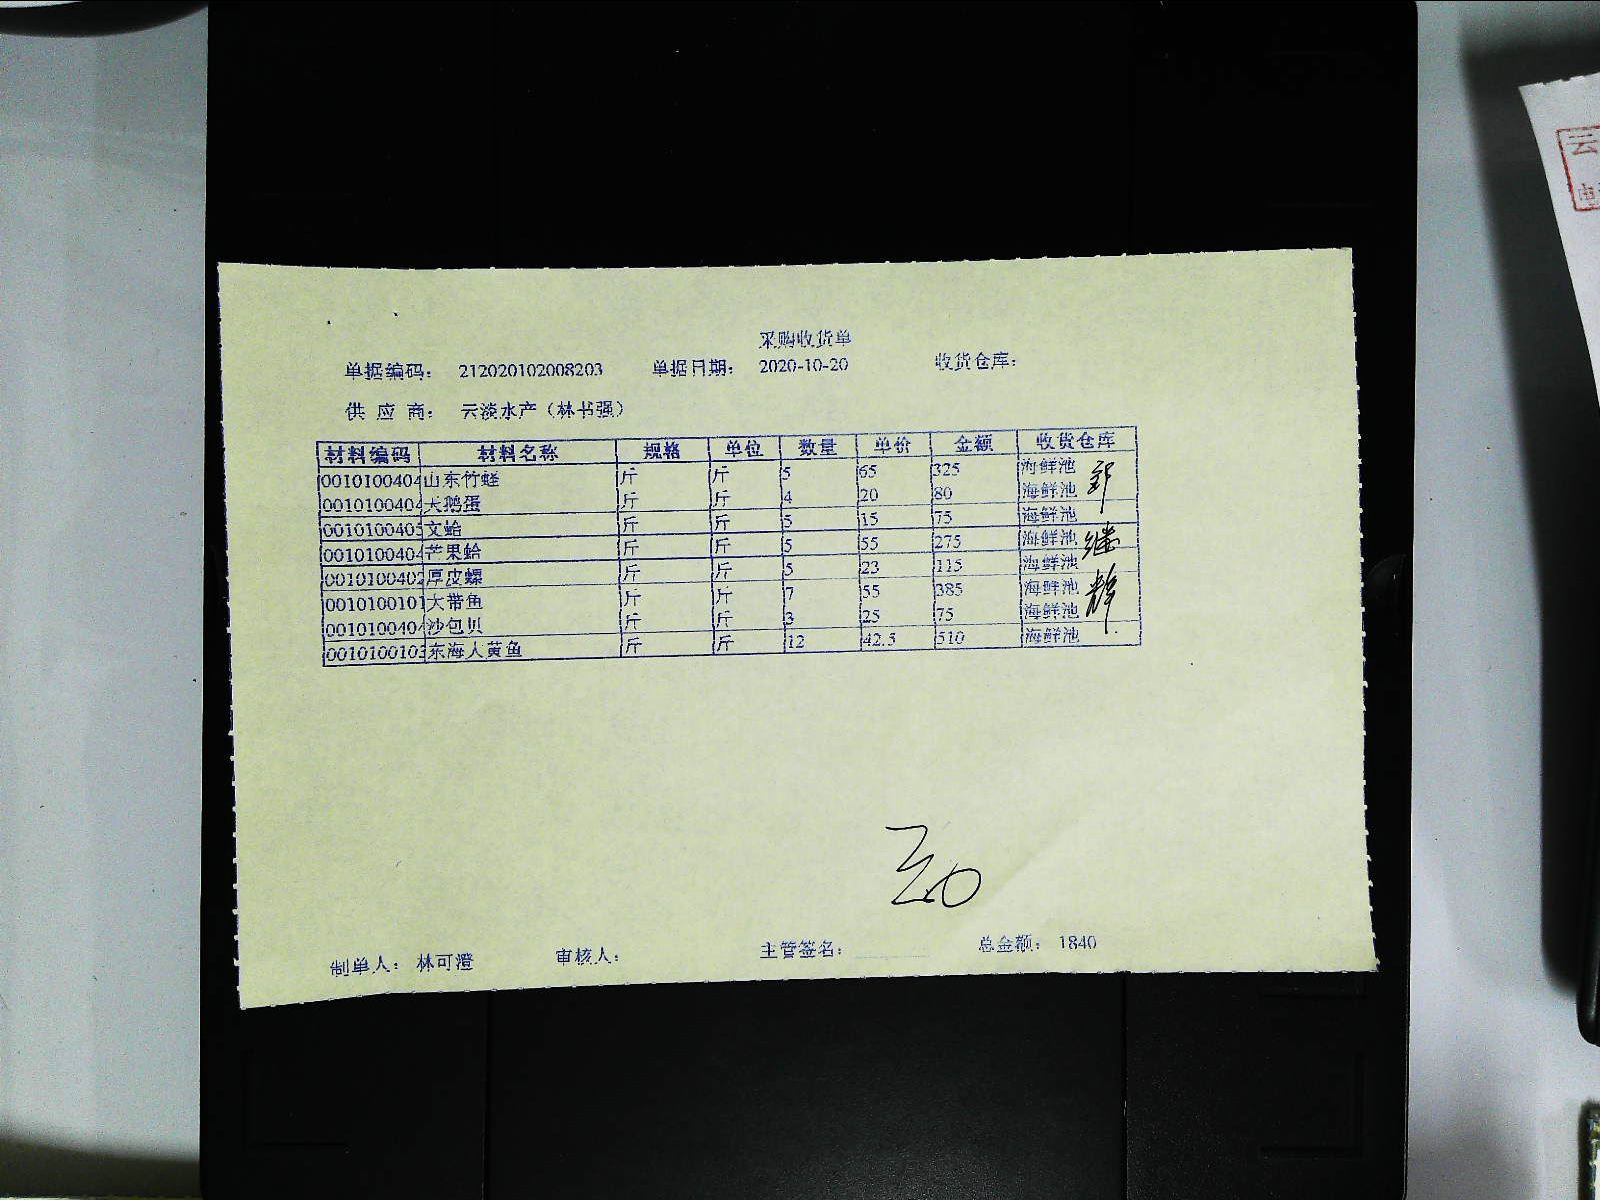 采购收货单
单据编码： 212020102008203 单据日期： 2020-10-20 收货仓库：
供 应 商： 云淡水产（林书强）
材料编码 材料名称 规格 单位 数量 单价 金额 收货仓库
0010100404 山东竹蛏 斤 斤 5 65 325 海鲜池
0010100404 天鹅蛋 斤 斤 4 20 80 海鲜池
0010100405 文蛤 斤 斤 5 15 75 海鲜池
0010100404 芒果蛤 斤 斤 5 55 275 海鲜池
0010100402 厚皮螺 斤 斤 5 23 115 海鲜池
0010100101 大带鱼 斤 斤 7 55 385 海鲜池
0010100404 沙包贝 斤 斤 3 25 75 海鲜池
0010100103 东海大黄鱼 斤 斤 12 42.5 510 海鲜池
制单人： 林可澄 审核人： 主管签名： 总金额： 1840
云